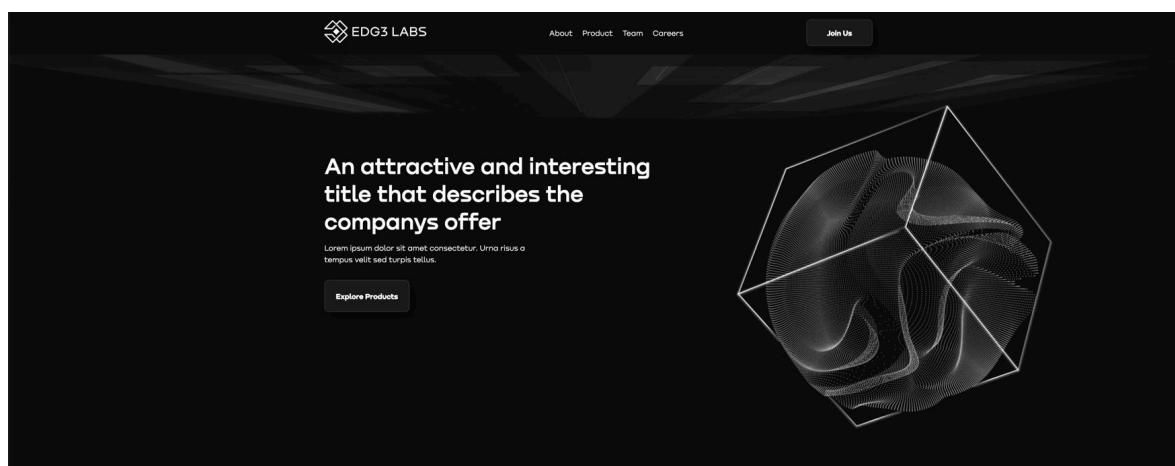 EDG3 LABS
About Product Team Careers
Join Us
An attractive and interesting
title that describes the
companys offer
Lorem ipsum dolor sit amet consectetur. Urna risus a
tempus velit sed turpis tellus.
Explore Products